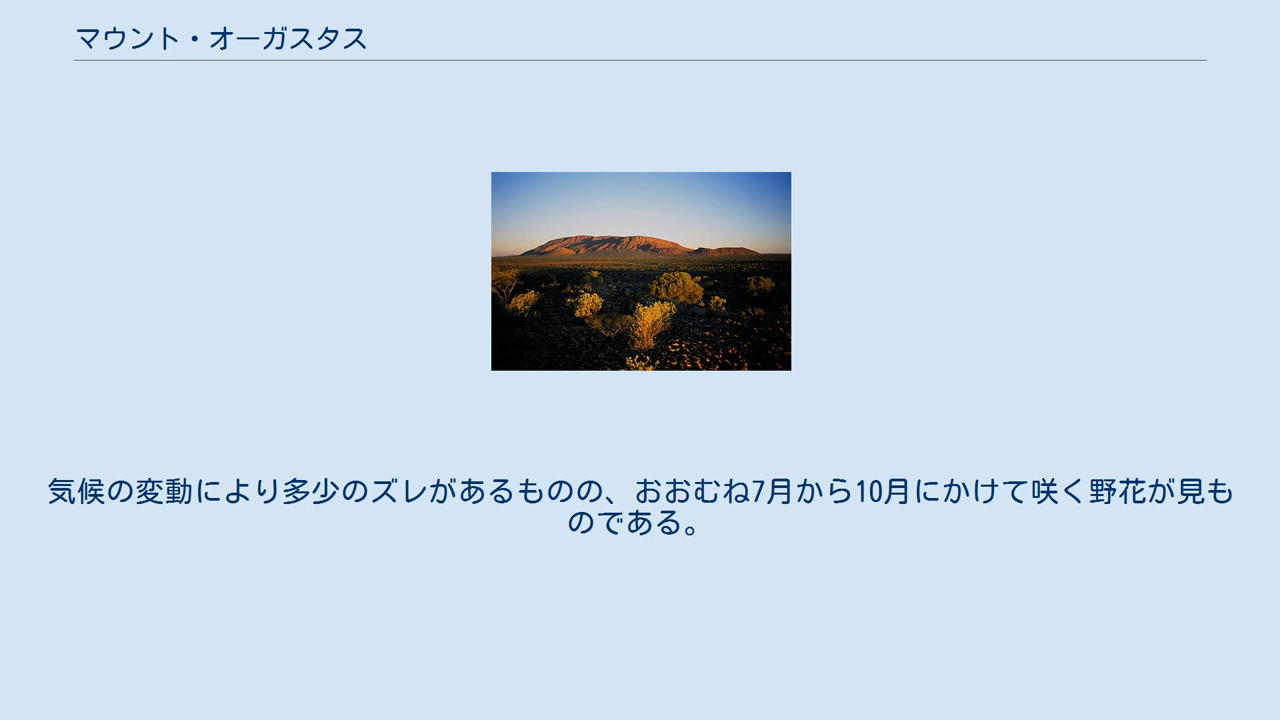 マウント・オーガスタス
気候の変動により多少のズレがあるものの、おおむね7月から10月にかけて咲く野花が見も
のである。